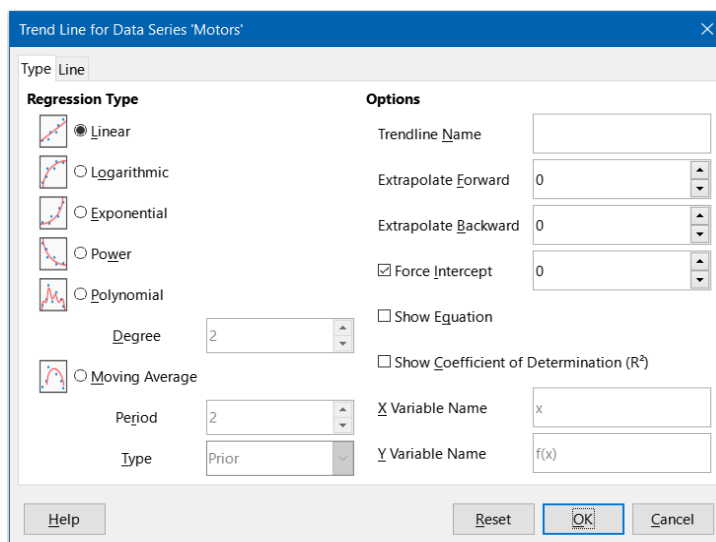 Trend Line for Data Series 'Motors'
Type Line
Regression Type
Linear
Logarithmic
Exponential
Power
Polynomial
Degree 2
Moving Average
Period 2
Type Prior
Options
Trendline Name
Extrapolate Forward 0
Extrapolate Backward 0
Force Intercept 0
Show Equation
Show Coefficient of Determination (R²)
X Variable Name x
Y Variable Name f(x)
Help Reset OK Cancel